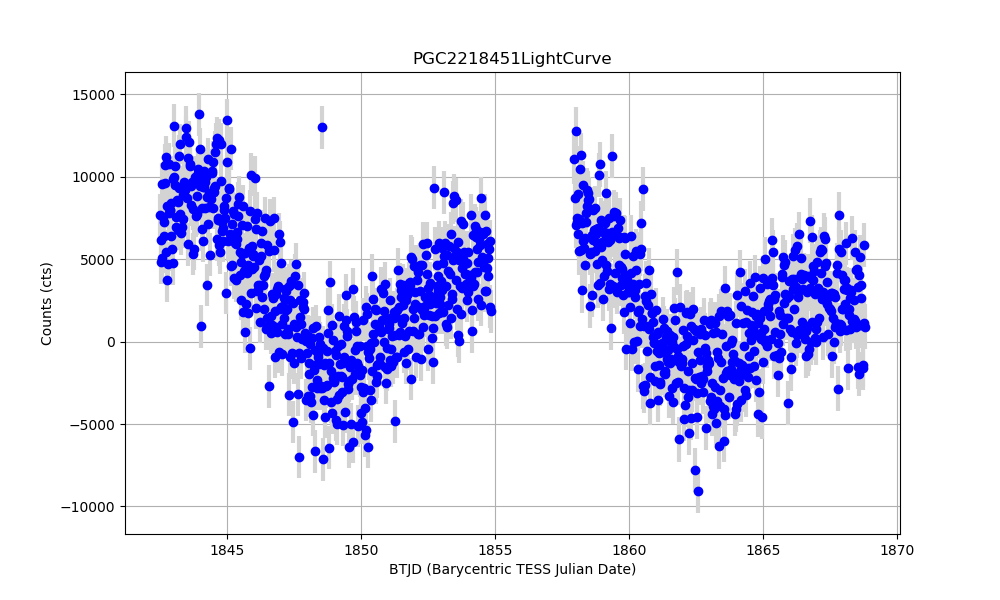 PGC2218451LightCurve
15000
10000
5000
0
−5000
−10000
Counts (cts)
1845 1850 1855 1860 1865 1870
BTJD (Barycentric TESS Julian Date)